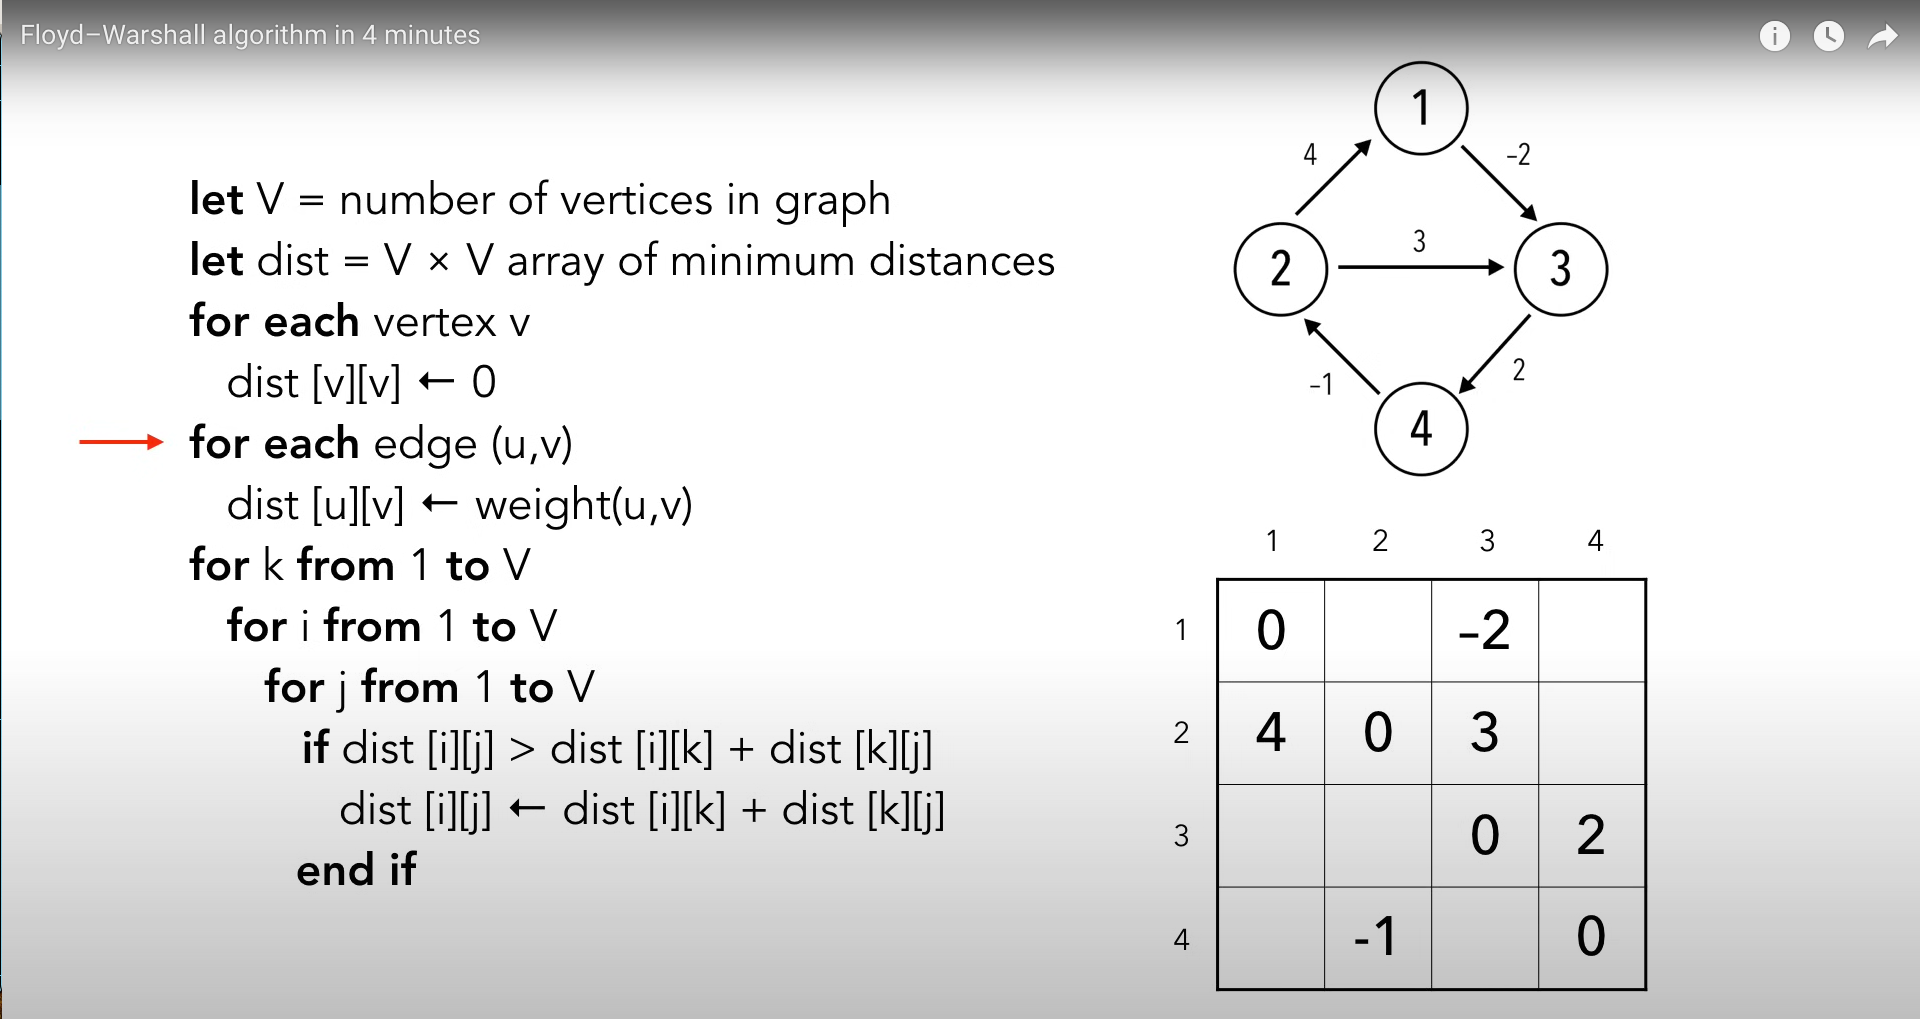 Floyd–Warshall algorithm in 4 minutes
let V = number of vertices in graph
let dist = V × V array of minimum distances
for each vertex v
dist [v][v] ← 0
for each edge (u,v)
dist [u][v] ← weight(u,v)
for k from 1 to V
for i from 1 to V
for j from 1 to V
if dist [i][j] > dist [i][k] + dist [k][j]
dist [i][j] ← dist [i][k] + dist [k][j]
end if
1
4
–2
3
2
3
–1
2
4
1 2 3 4
1 0 –2
2 4 0 3
3 0 2
4 -1 0